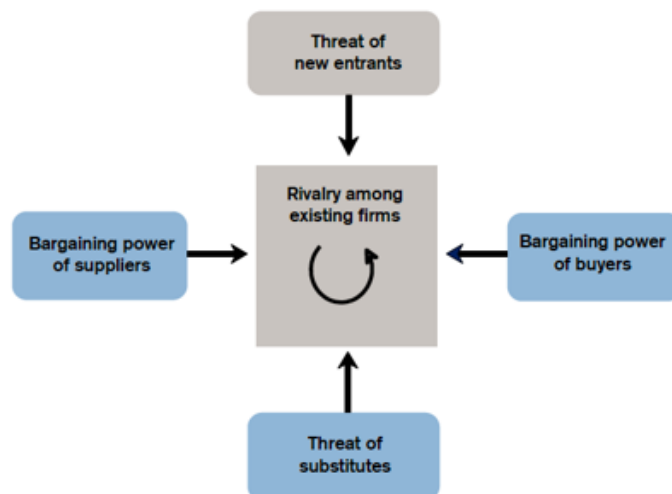 Threat of
new entrants
Rivalry among
existing firms
Bargaining power
of suppliers
Bargaining power
of buyers
Threat of
substitutes